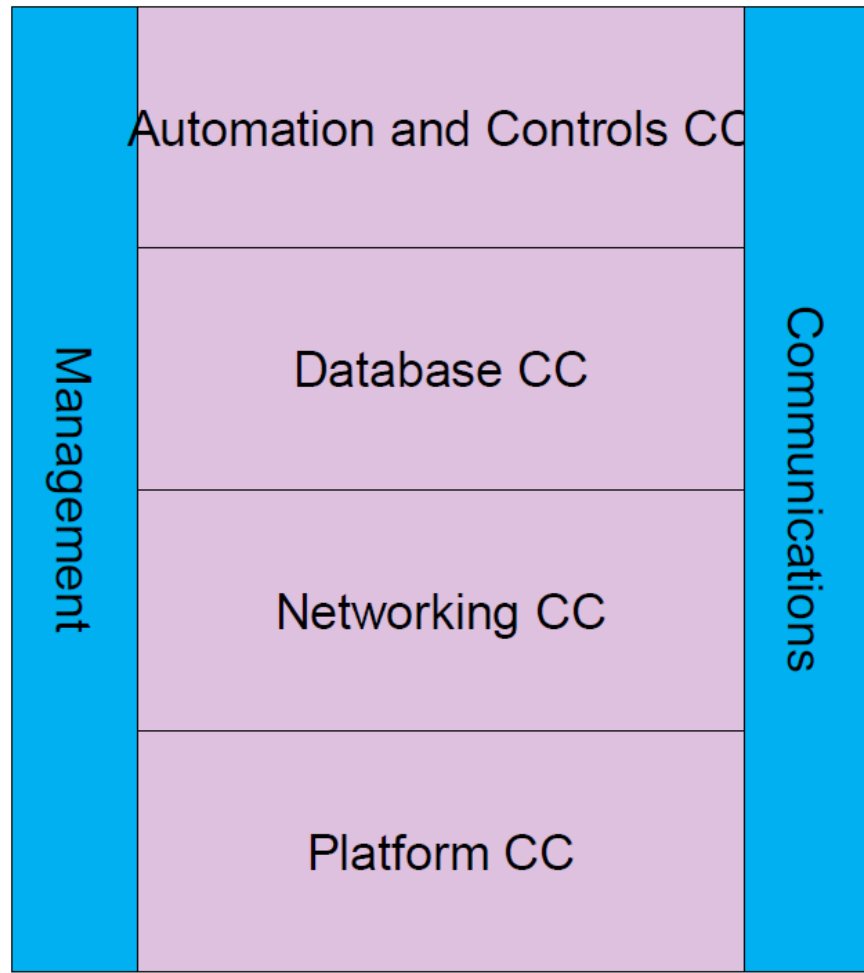 Automation and Controls CC
Management
Database CC
Communications
Networking CC
Platform CC